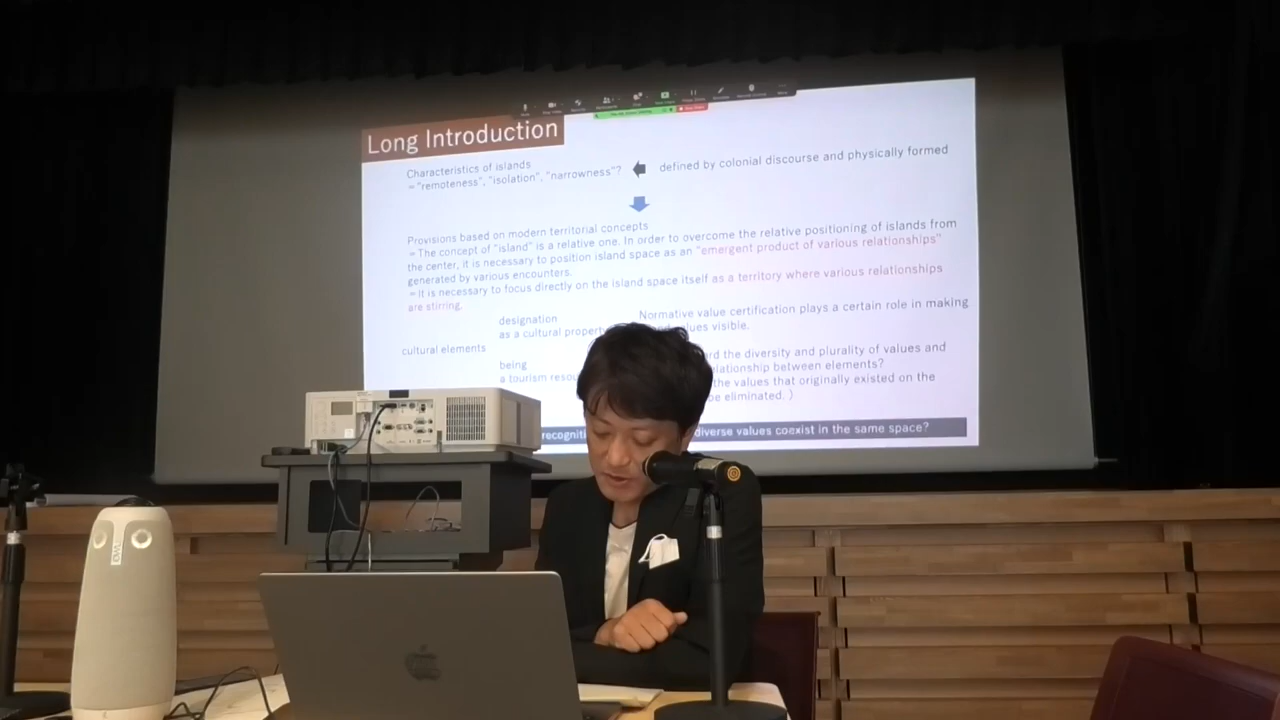 Long Introduction
Characteristics of islands
="remoteness", "isolation", "narrowness"?
defined by colonial discourse and physically formed
Provisions based on modern territorial concepts
=The concept of "island" is a relative one. In order to overcome the relative positioning of islands from
the center, it is necessary to position island space as an "emergent product of various relationships"
generated by various encounters.
=It is necessary to focus directly on the island space itself as a territory where various relationships
are stirring.
designation
as a cultural property
Normative value certification plays a certain role in making
values visible.
cultural elements
being
a tourism
the diversity and plurality of values and
relationship between elements?
the values that originally existed on the
be eliminated. )
diverse values coexist in the same space?